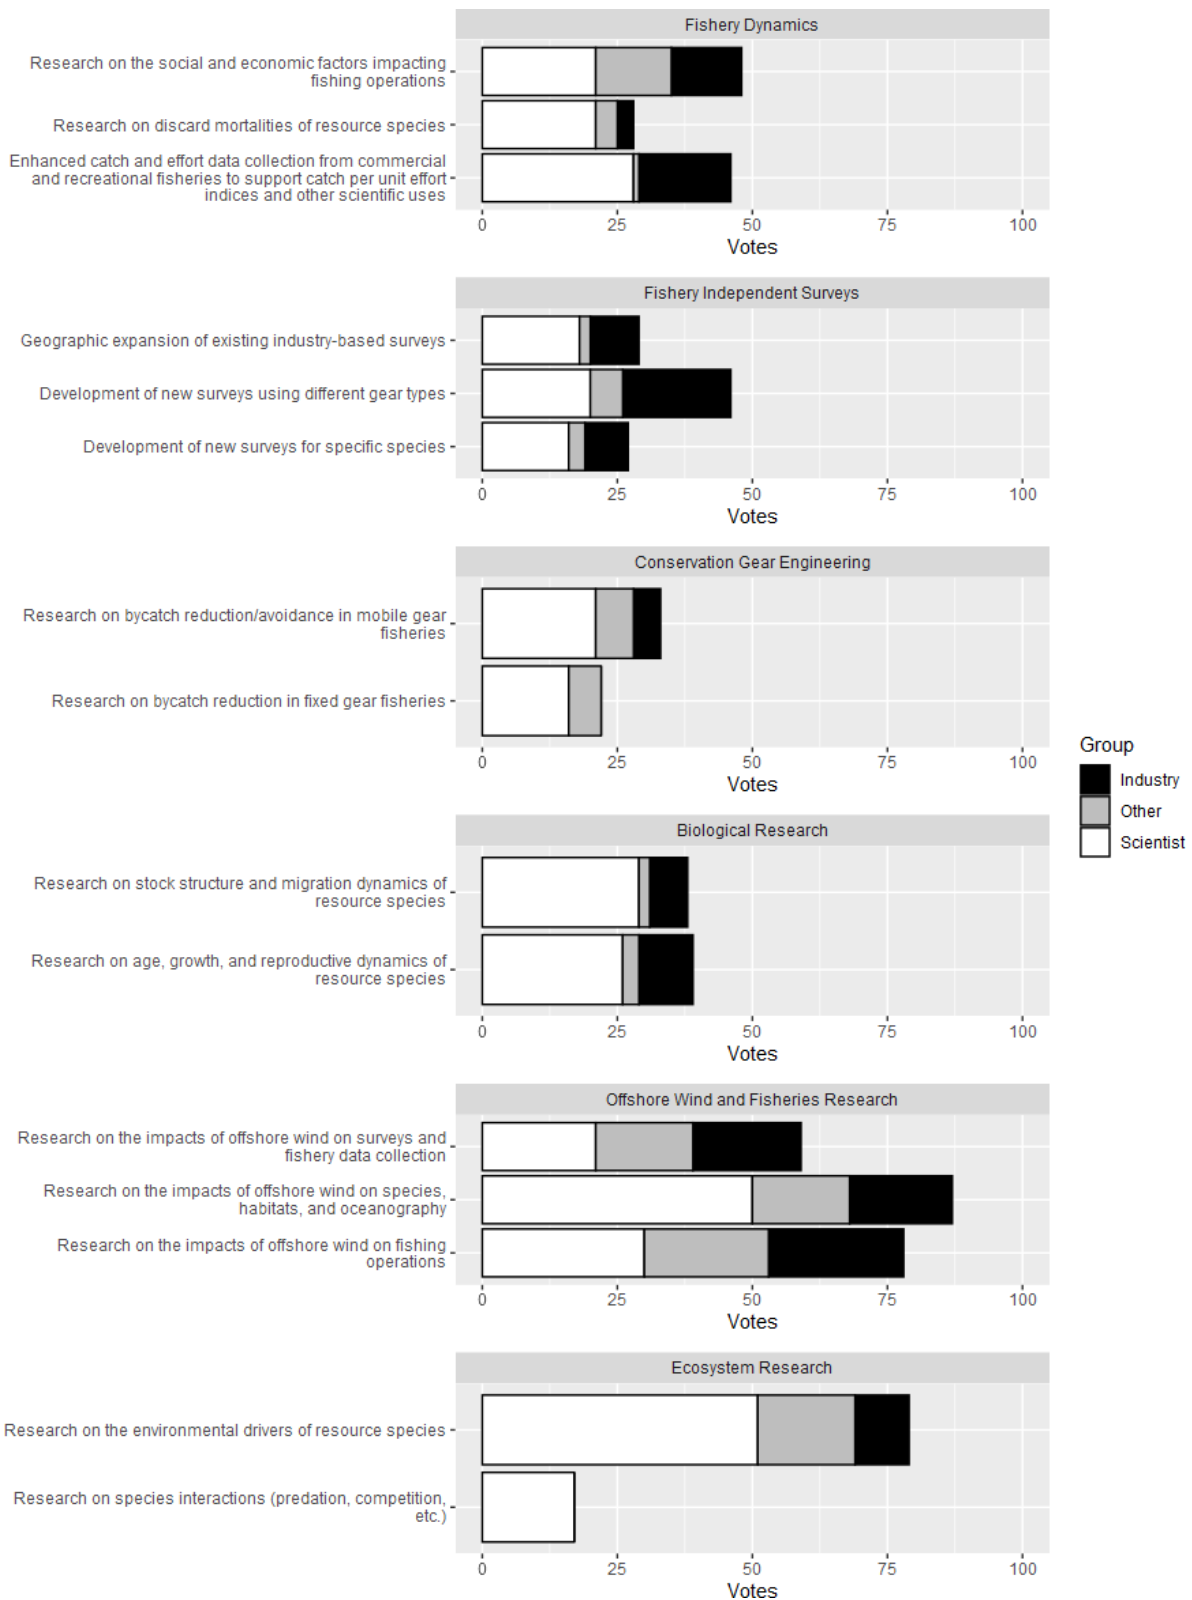 Fishery Dynamics
Research on the social and economic factors impacting
fishing operations
Research on discard mortalities of resource species
Enhanced catch and effort data collection from commercial
and recreational fisheries to support catch per unit effort
indices and other scientific uses
0 25 50 75 100
Votes
Fishery Independent Surveys
Geographic expansion of existing industry-based surveys
Development of new surveys using different gear types
Development of new surveys for specific species
0 25 50 75 100
Votes
Conservation Gear Engineering
Research on bycatch reduction/avoidance in mobile gear
fisheries
Research on bycatch reduction in fixed gear fisheries
0 25 50 75 100
Votes
Group
Industry
Other
Scientist
Biological Research
Research on stock structure and migration dynamics of
resource species
Research on age, growth, and reproductive dynamics of
resource species
0 25 50 75 100
Votes
Offshore Wind and Fisheries Research
Research on the impacts of offshore wind on surveys and
fishery data collection
Research on the impacts of offshore wind on species,
habitats, and oceanography
Research on the impacts of offshore wind on fishing
operations
0 25 50 75 100
Votes
Ecosystem Research
Research on the environmental drivers of resource species
Research on species interactions (predation, competition,
etc.)
0 25 50 75 100
Votes